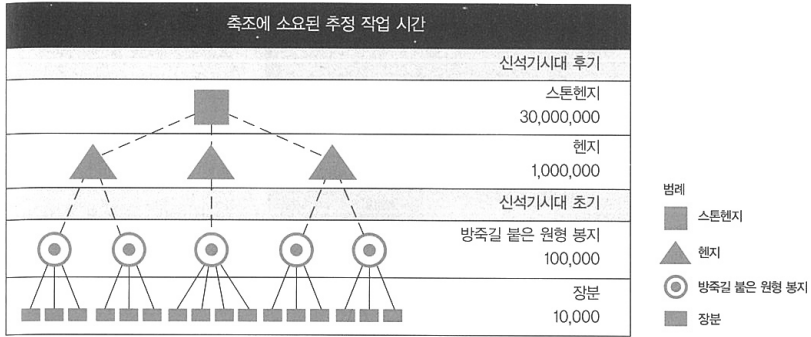 축조에 소요된 추정 작업 시간
신석기시대 후기
스톤헨지
30,000,000
헨지
1,000,000
신석기시대 초기
방죽길 붙은 원형 봉지
100,000
장분
10,000
범례
스톤헨지
헨지
방죽길 붙은 원형 봉지
장분